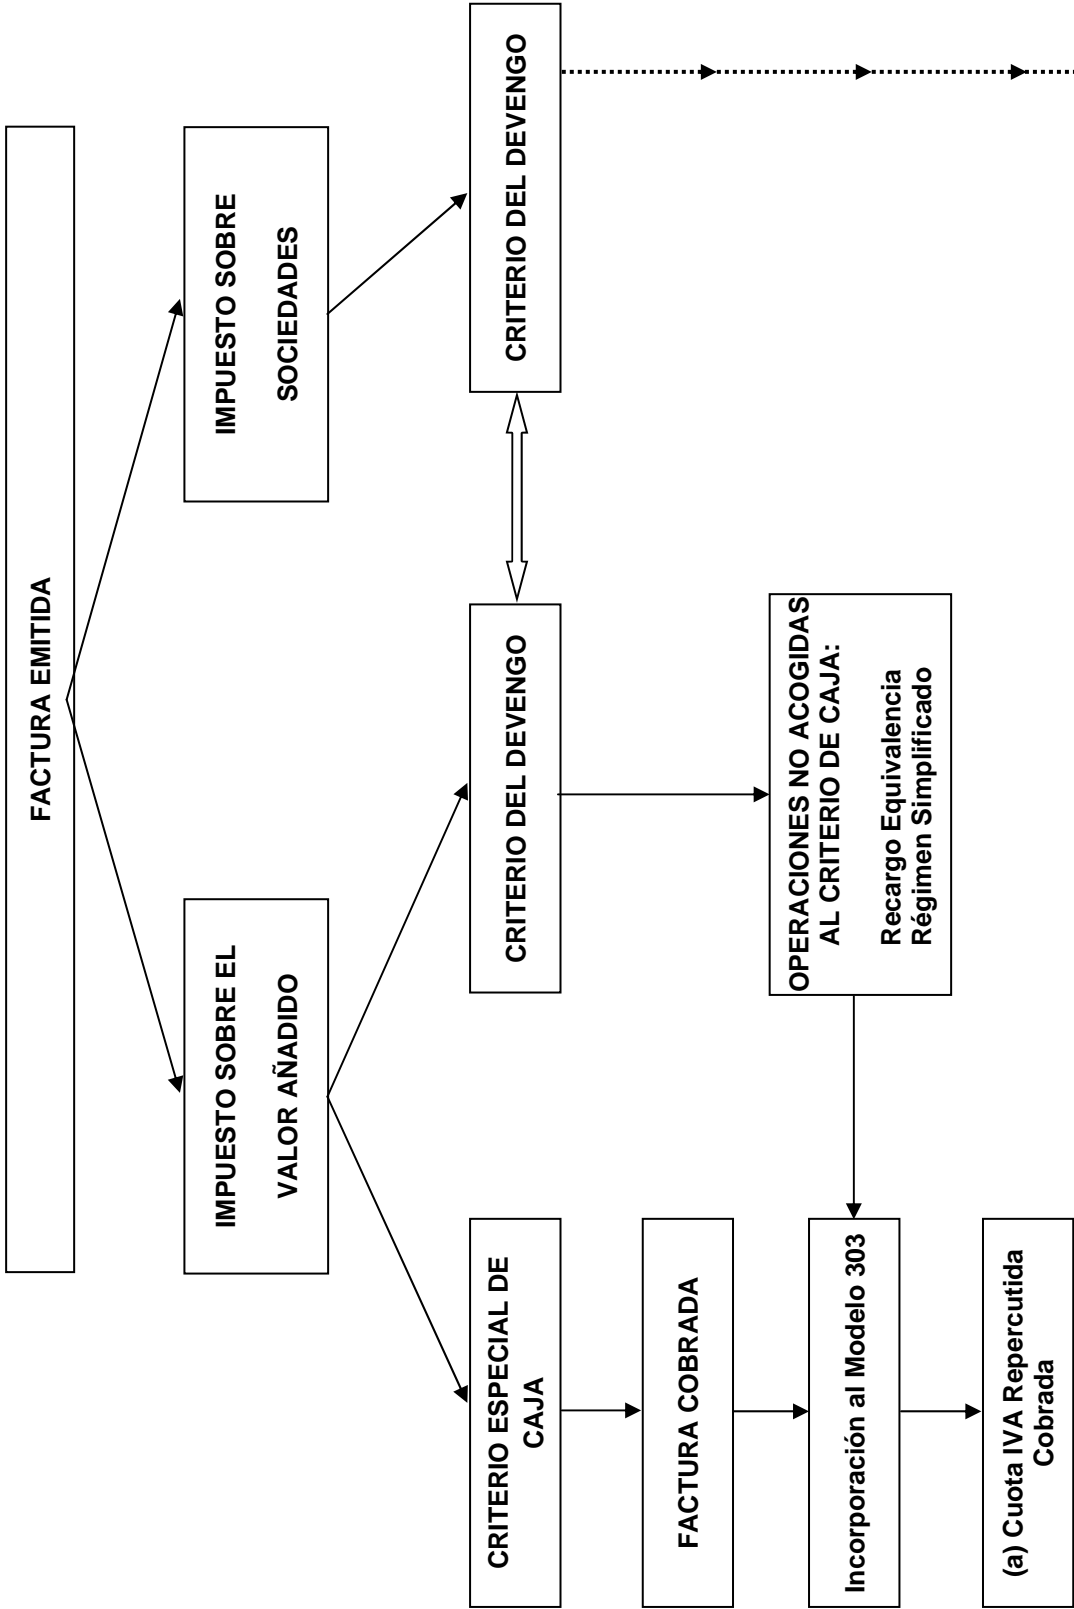 FACTURA EMITIDA
IMPUESTO SOBRE EL
VALOR AÑADIDO
IMPUESTO SOBRE
SOCIEDADES
CRITERIO ESPECIAL DE
CAJA
CRITERIO DEL DEVENGO
CRITERIO DEL DEVENGO
FACTURA COBRADA
OPERACIONES NO ACOGIDAS
AL CRITERIO DE CAJA:
Recargo Equivalencia
Régimen Simplificado
Incorporación al Modelo 303
(a) Cuota IVA Repercutida
Cobrada